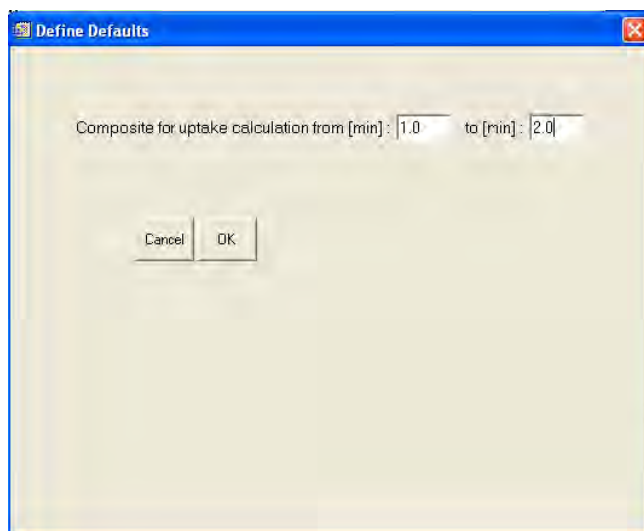 Define Defaults
Composite for uptake calculation from [min] : 1.0 to [min] : 2.0
Cancel OK